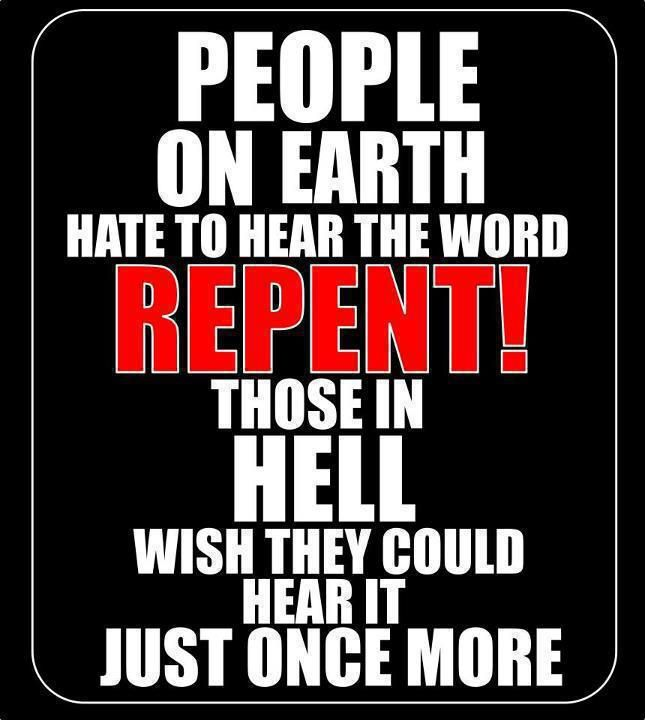 PEOPLE
ON EARTH
HATE TO HEAR THE WORD
REPENT!
THOSE IN
HELL
WISH THEY COULD
HEAR IT
JUST ONCE MORE